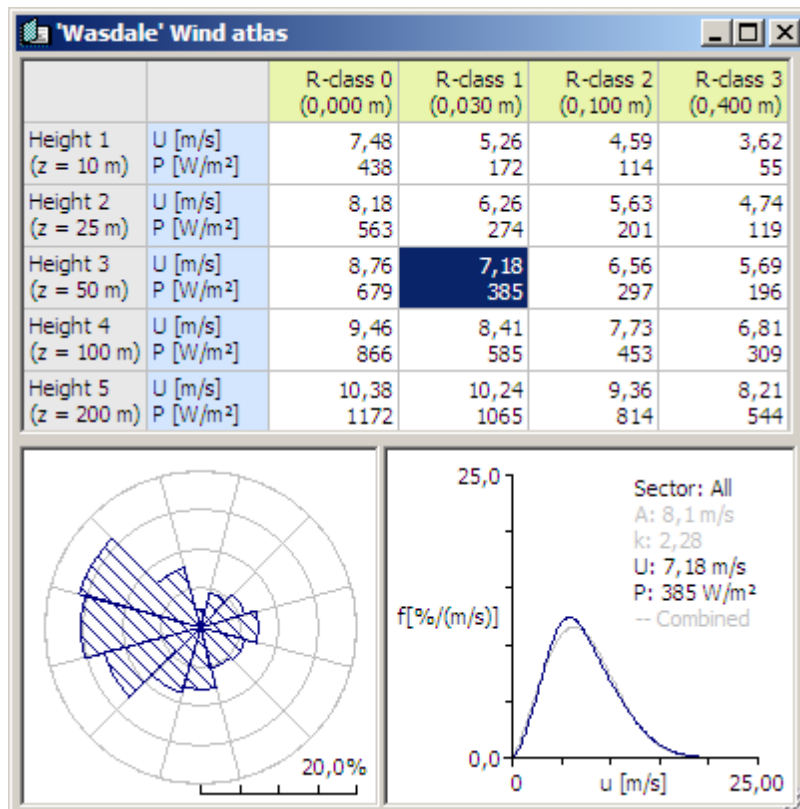 'Wasdale' Wind atlas
R-class 0 R-class 1 R-class 2 R-class 3
(0,000 m) (0,030 m) (0,100 m) (0,400 m)
Height 1 U [m/s] 7,48 5,26 4,59 3,62
(z = 10 m) P [W/m²] 438 172 114 55
Height 2 U [m/s] 8,18 6,26 5,63 4,74
(z = 25 m) P [W/m²] 563 274 201 119
Height 3 U [m/s] 8,76 7,18 6,56 5,69
(z = 50 m) P [W/m²] 679 385 297 196
Height 4 U [m/s] 9,46 8,41 7,73 6,81
(z = 100 m) P [W/m²] 866 585 453 309
Height 5 U [m/s] 10,38 10,24 9,36 8,21
(z = 200 m) P [W/m²] 1172 1065 814 544
20,0%
25,0
Sector: All
A: 8,1 m/s
k: 2,28
U: 7,18 m/s
P: 385 W/m²
-- Combined
f[%/(m/s)]
0,0
0 u [m/s] 25,00